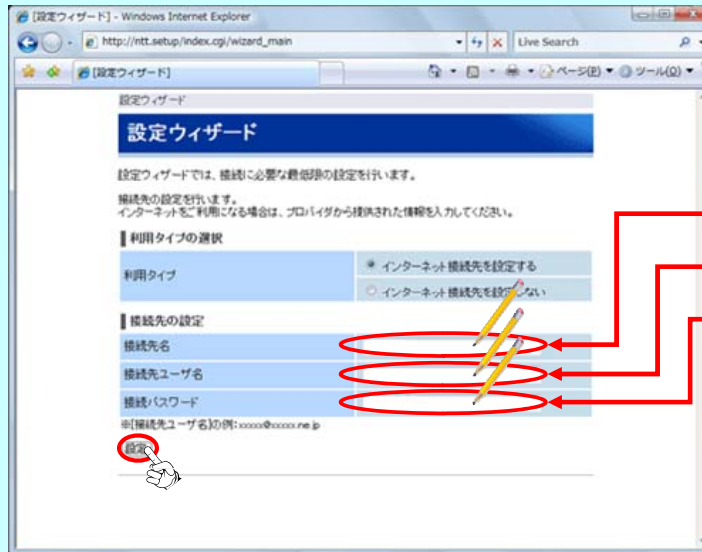 [設定ウィザード] - Windows Internet Explorer
http://ntt.setup/index.cgi/wizard_main
Live Search
[設定ウィザード]
ページ(P)
ツール(O)
設定ウィザード
設定ウィザード
設定ウィザードでは、接続に必要な最低限の設定を行います。
接続先の設定を行います。
インターネットをご利用になる場合は、プロバイダから提供された情報を入力してください。
利用タイプの選択
利用タイプ
インターネット接続先を設定する
インターネット接続先を設定しない
接続先の設定
接続先名
接続先ユーザ名
接続パスワード
※[接続先ユーザ名]の例:xxxxx@xxxxx.ne.jp
設定